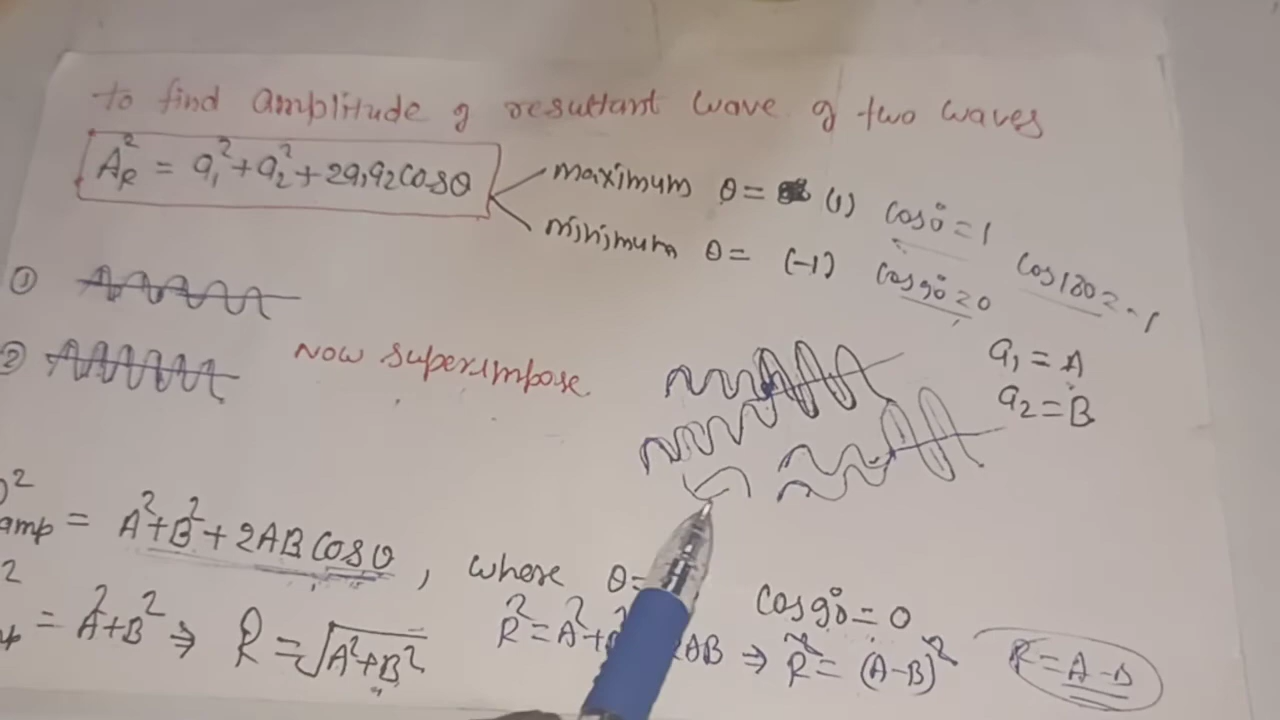 to find amplitude of resultant wave of two waves
A_R² = a₁² + a₂² + 2a₁a₂ cosθ
maximum θ = (1) cos0° = 1
minimum θ = (-1) cos90° = 0 cos180 = -1
①
② Now superimpose
a₁ = A
a₂ = B
amp = A² + B² + 2AB cosθ, where θ=
cos90° = 0
= A² + B² ⇒ R = √A² + B²
R² = A² + AB ⇒ R² = (A-B)²
R = A-B